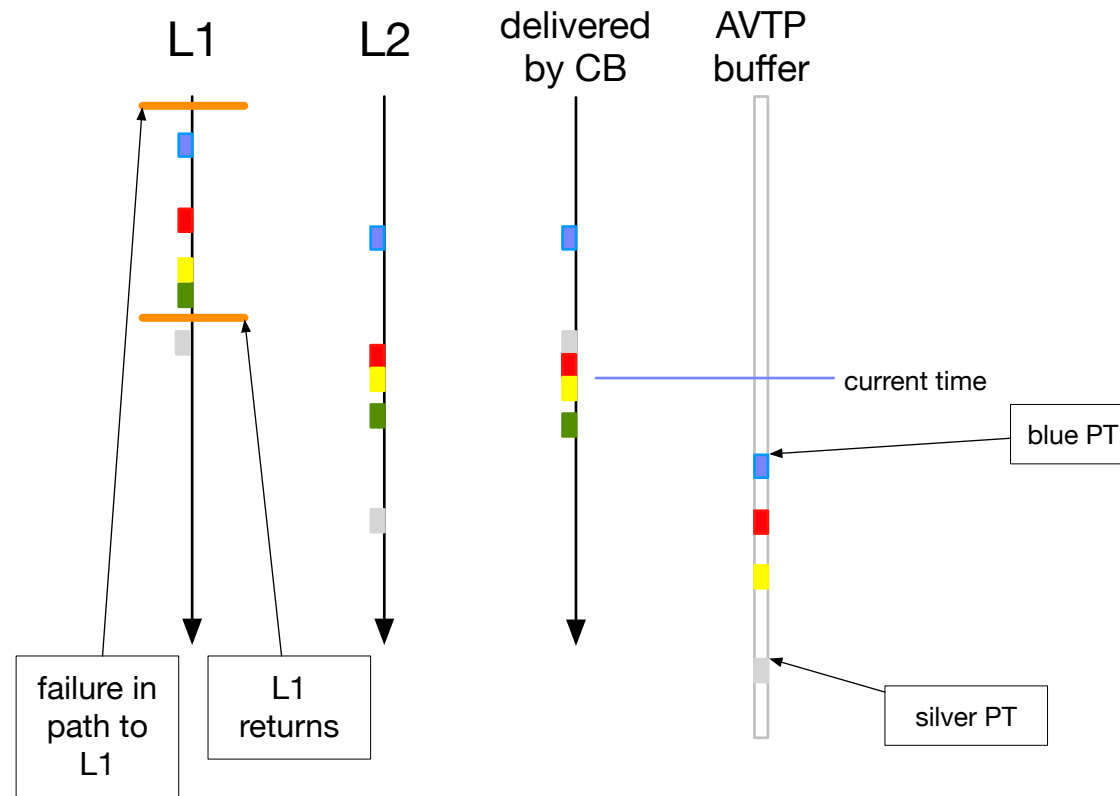 L1
L2
delivered
by CB
AVTP
buffer
current time
blue PT
silver PT
failure in
path to
L1
L1
returns